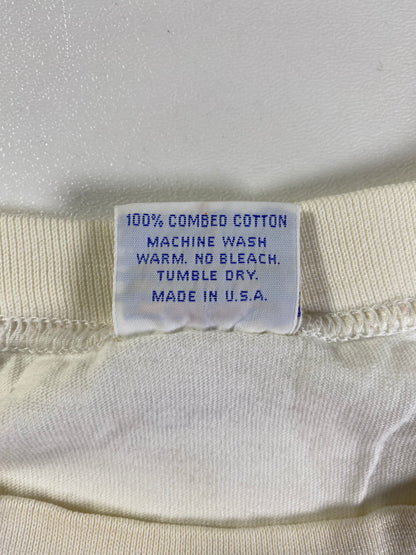 100% COMBED COTTON
MACHINE WASH
WARM. NO BLEACH.
TUMBLE DRY.
MADE IN U.S.A.